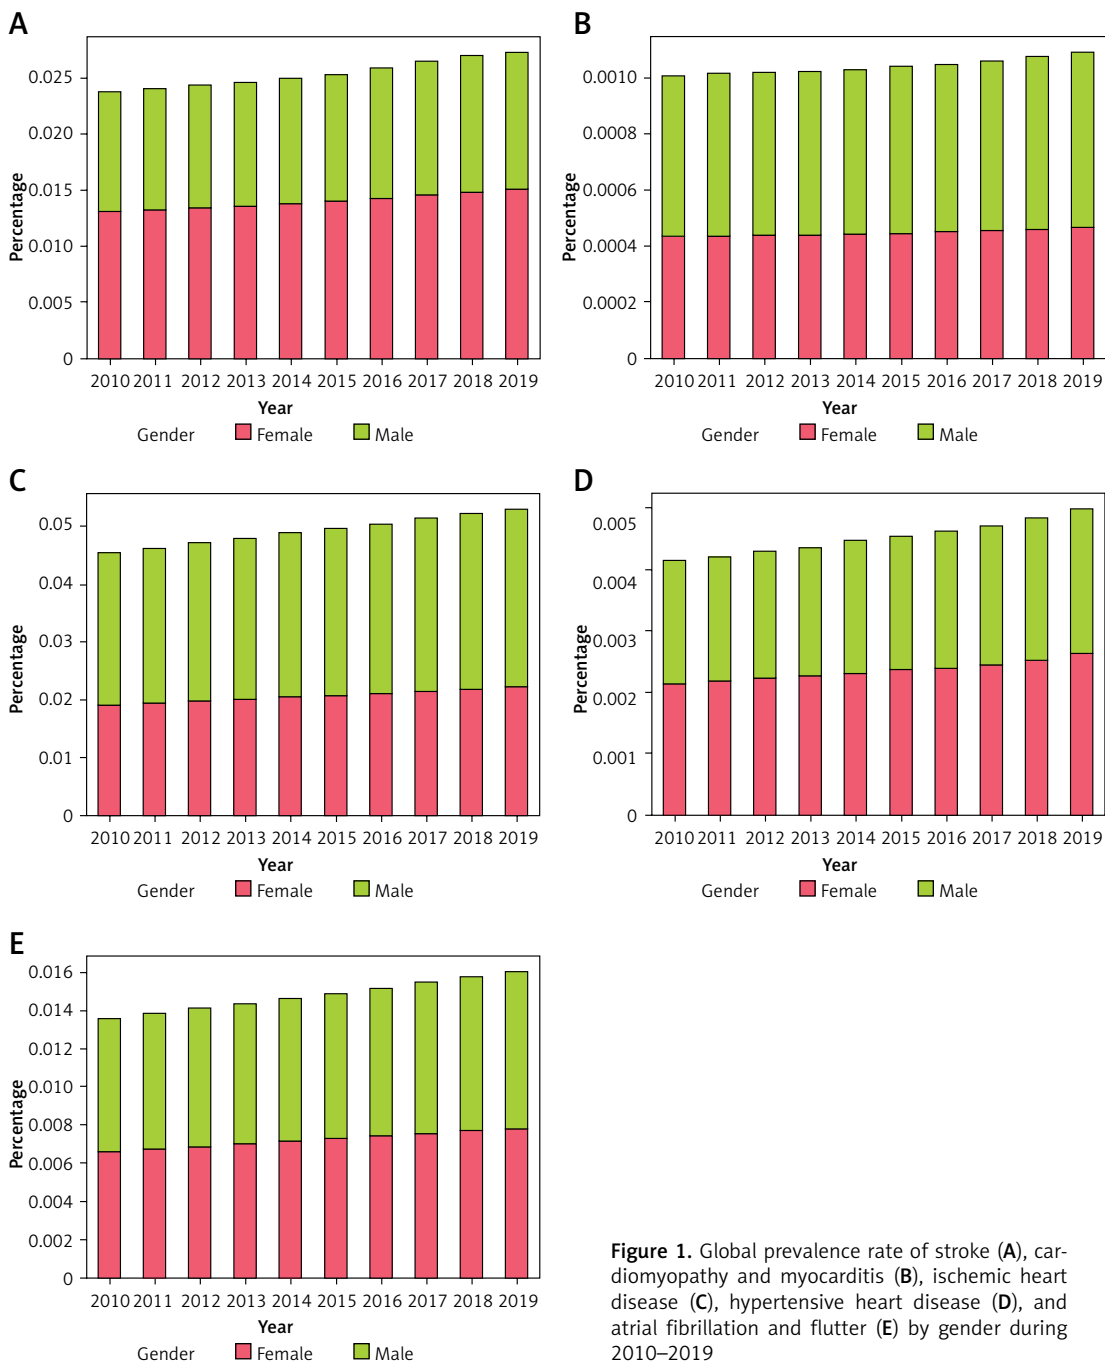 A
Percentage
0.025
0.020
0.015
0.010
0.005
0
2010 2011 2012 2013 2014 2015 2016 2017 2018 2019
Year
Gender Female Male
B
Percentage
0.0010
0.0008
0.0006
0.0004
0.0002
0
2010 2011 2012 2013 2014 2015 2016 2017 2018 2019
Year
Gender Female Male
C
Percentage
0.05
0.04
0.03
0.02
0.01
0
2010 2011 2012 2013 2014 2015 2016 2017 2018 2019
Year
Gender Female Male
D
Percentage
0.005
0.004
0.003
0.002
0.001
0
2010 2011 2012 2013 2014 2015 2016 2017 2018 2019
Year
Gender Female Male
E
Percentage
0.016
0.014
0.012
0.010
0.008
0.006
0.004
0.002
0
2010 2011 2012 2013 2014 2015 2016 2017 2018 2019
Year
Gender Female Male
Figure 1. Global prevalence rate of stroke (A), car-
diomyopathy and myocarditis (B), ischemic heart
disease (C), hypertensive heart disease (D), and
atrial fibrillation and flutter (E) by gender during
2010–2019